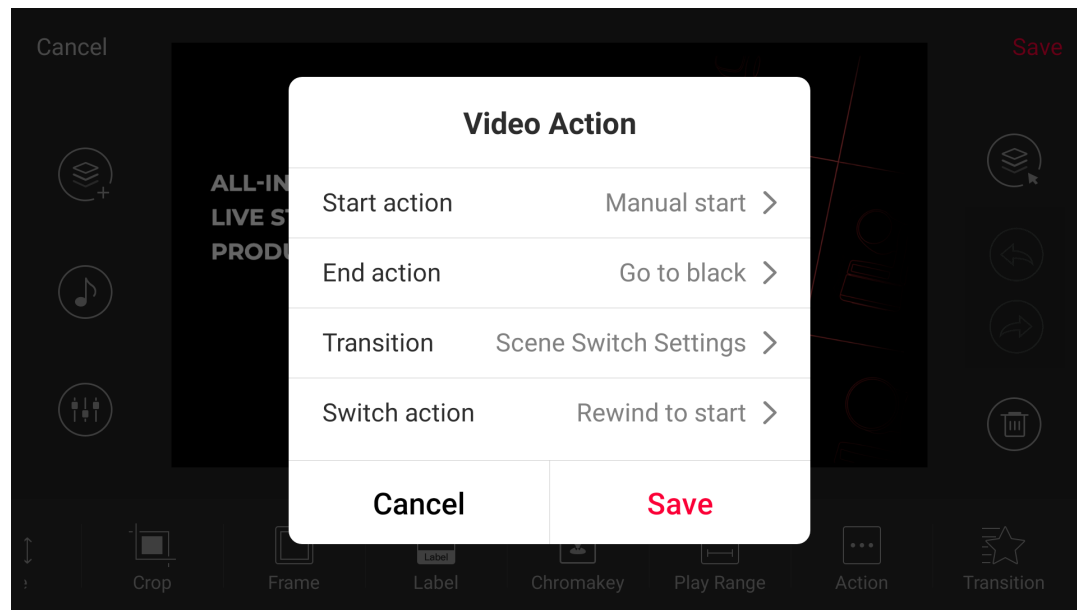 Cancel
Save
Video Action
ALL-IN
LIVE S
PRODU
Start action Manual start
End action Go to black
Transition Scene Switch Settings
Switch action Rewind to start
Cancel Save
Crop
Frame
Label
Label
Chromakey
Play Range
Action
Transition